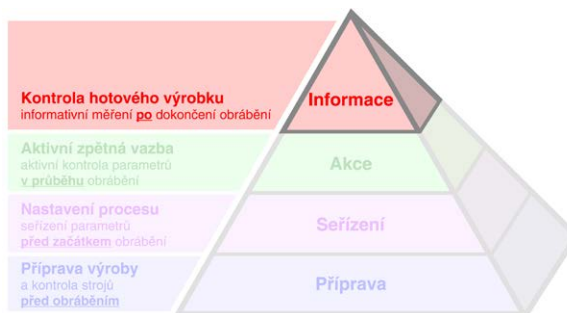 Kontrola hotového výrobku
informativní měření po dokončení obrábění
Informace
Aktivní zpětná vazba
aktivní kontrola parametrů
v průběhu obrábění
Akce
Nastavení procesu
seřízení parametrů
před začátkem obrábění
Seřízení
Příprava výroby
a kontrola strojů
před obráběním
Příprava